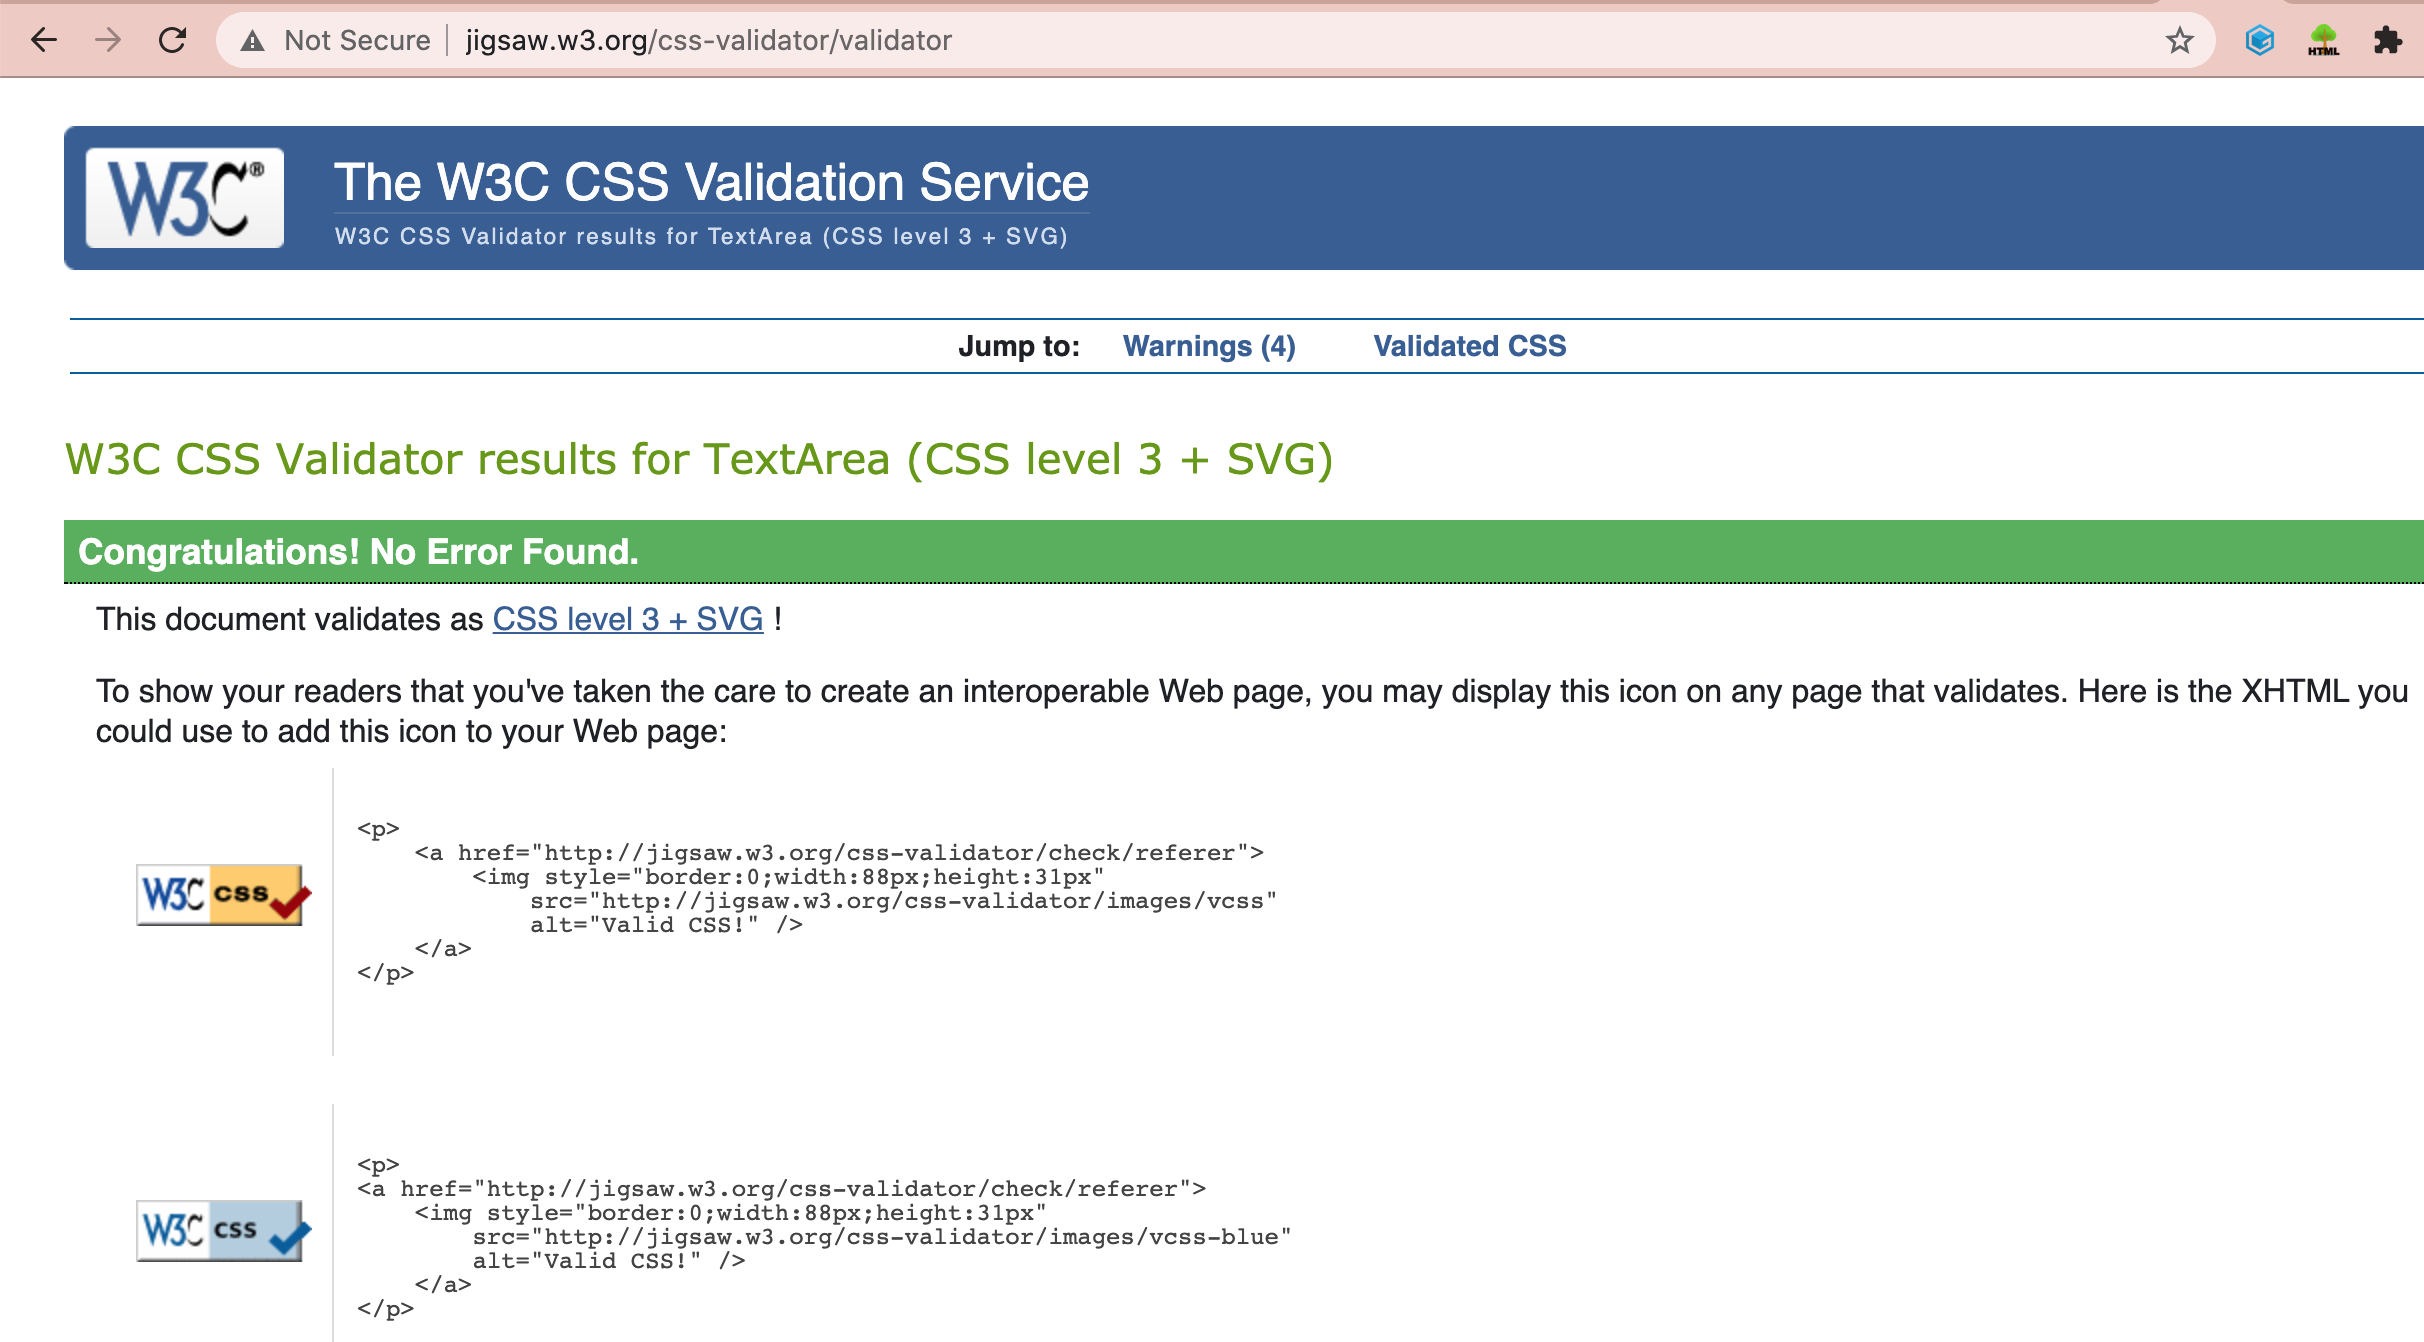 Not Secure jigsaw.w3.org/css-validator/validator
HTML
W3C®
The W3C CSS Validation Service
W3C CSS Validator results for TextArea (CSS level 3 + SVG)
Jump to: Warnings (4) Validated CSS
W3C CSS Validator results for TextArea (CSS level 3 + SVG)
Congratulations! No Error Found.
This document validates as CSS level 3 + SVG !
To show your readers that you've taken the care to create an interoperable Web page, you may display this icon on any page that validates. Here is the XHTML you
could use to add this icon to your Web page:
W3C css
<p>
<a href="http://jigsaw.w3.org/css-validator/check/referer">
<img style="border:0;width:88px;height:31px"
src="http://jigsaw.w3.org/css-validator/images/vcss"
alt="Valid CSS!" />
</a>
</p>
W3C css
<p>
<a href="http://jigsaw.w3.org/css-validator/check/referer">
<img style="border:0;width:88px;height:31px"
src="http://jigsaw.w3.org/css-validator/images/vcss-blue"
alt="Valid CSS!" />
</a>
</p>